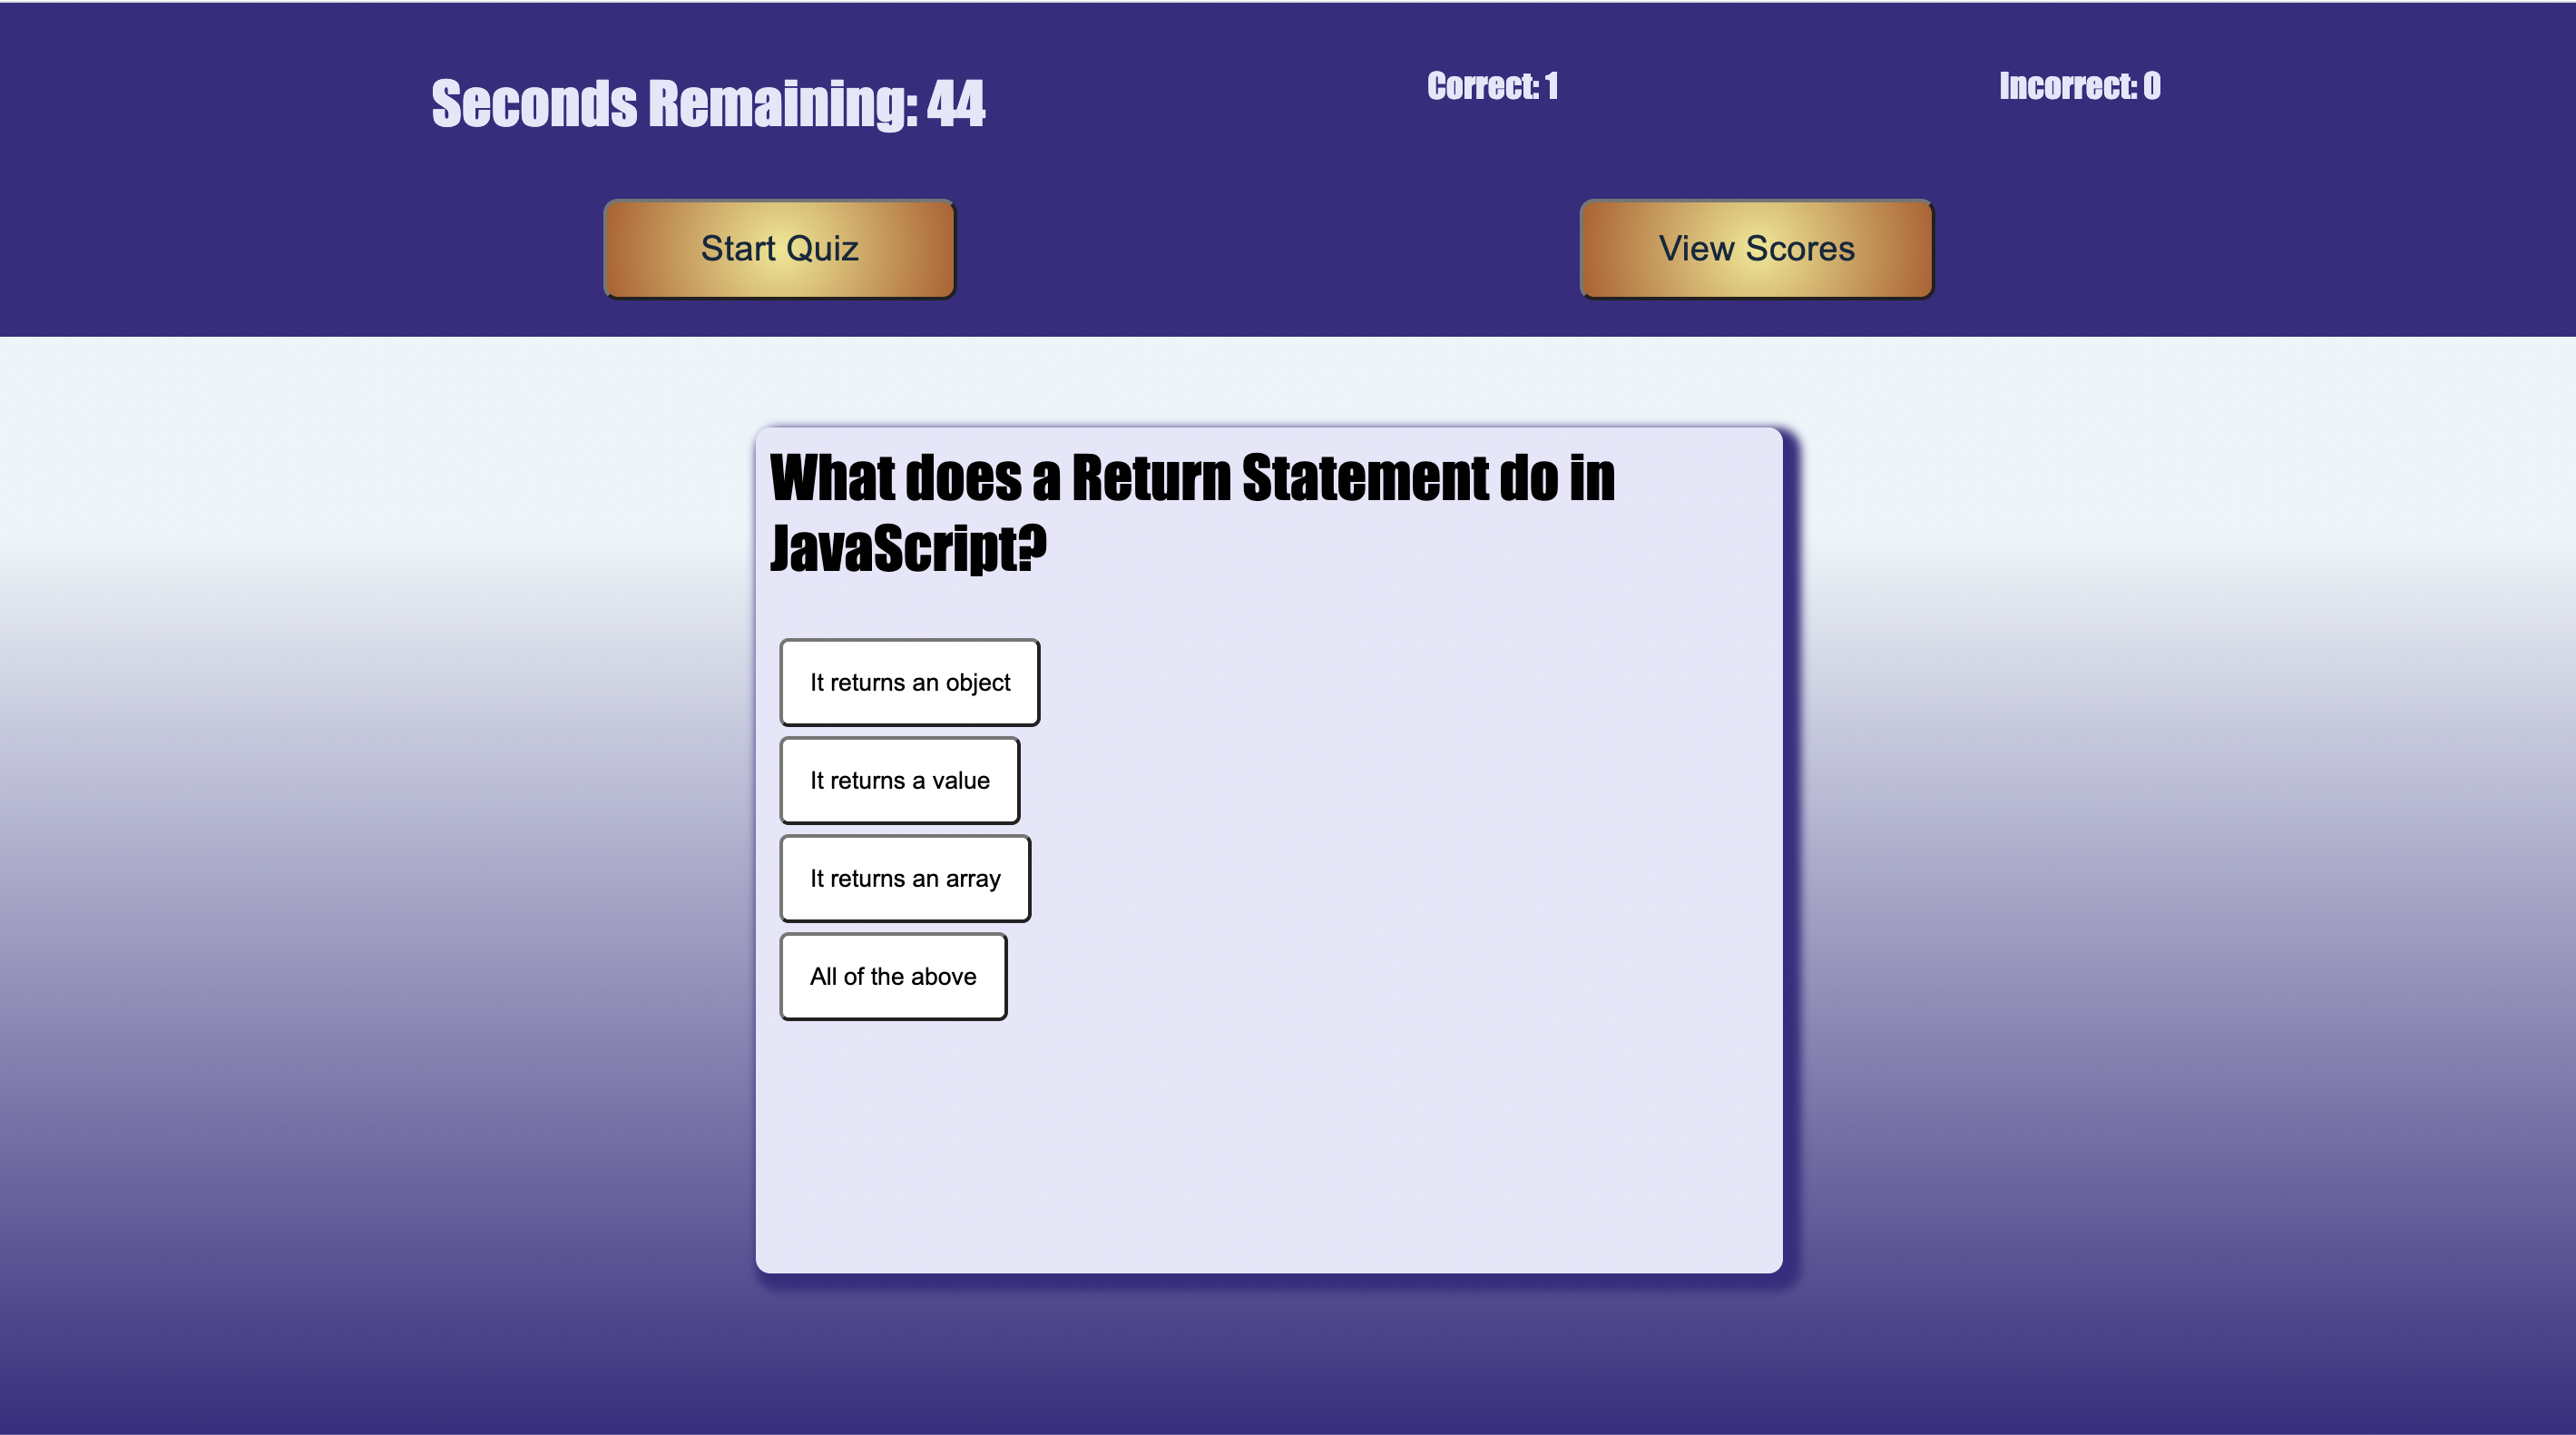 Seconds Remaining: 44
Correct: 1
Incorrect: 0
Start Quiz
View Scores
What does a Return Statement do in
JavaScript?
It returns an object
It returns a value
It returns an array
All of the above